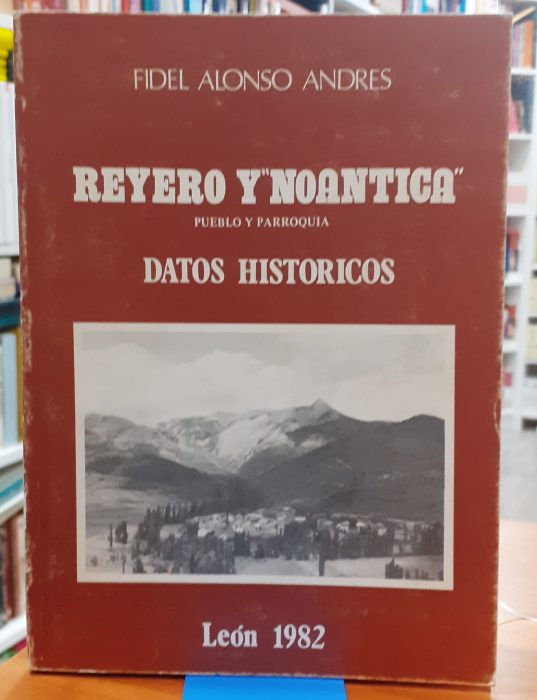 FIDEL ALONSO ANDRES
REYERO Y "NOANTICA"
PUEBLO Y PARROQUIA
DATOS HISTORICOS
León 1982